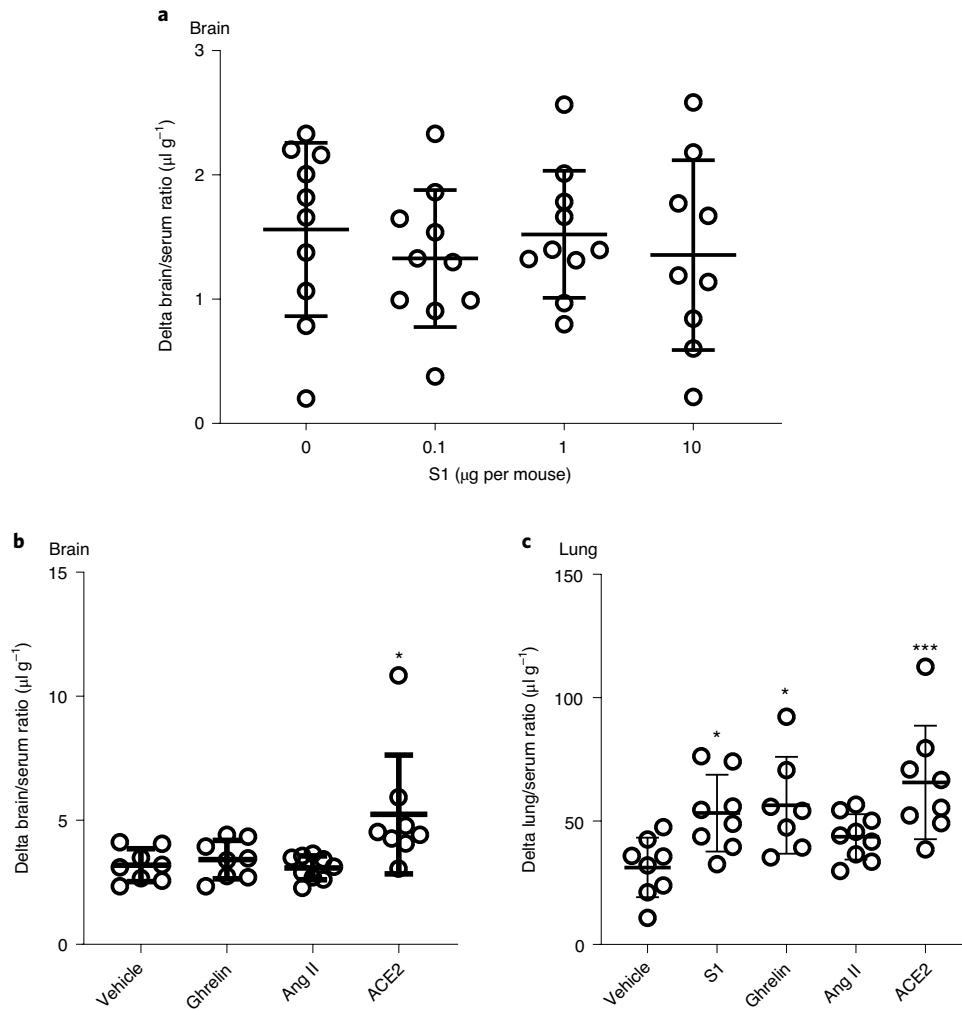 a
Brain
3
2
1
0
Delta brain/serum ratio (μl g⁻¹)
0 0.1 1 10
S1 (μg per mouse)
b
Brain
15
10
5
0
Delta brain/serum ratio (μl g⁻¹)
*
Vehicle Ghrelin Ang II ACE2
c
Lung
150
100
50
0
Delta lung/serum ratio (μl g⁻¹)
*
*
***
Vehicle S1 Ghrelin Ang II ACE2